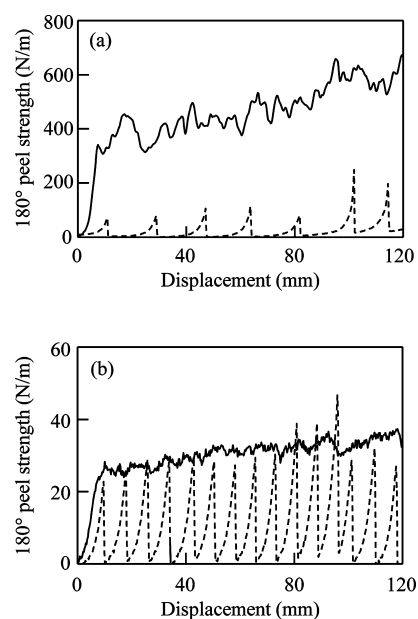 (a)
800
600
400
200
0
180° peel strength (N/m)
0 40 80 120
Displacement (mm)
(b)
60
40
20
0
180° peel strength (N/m)
0 40 80 120
Displacement (mm)